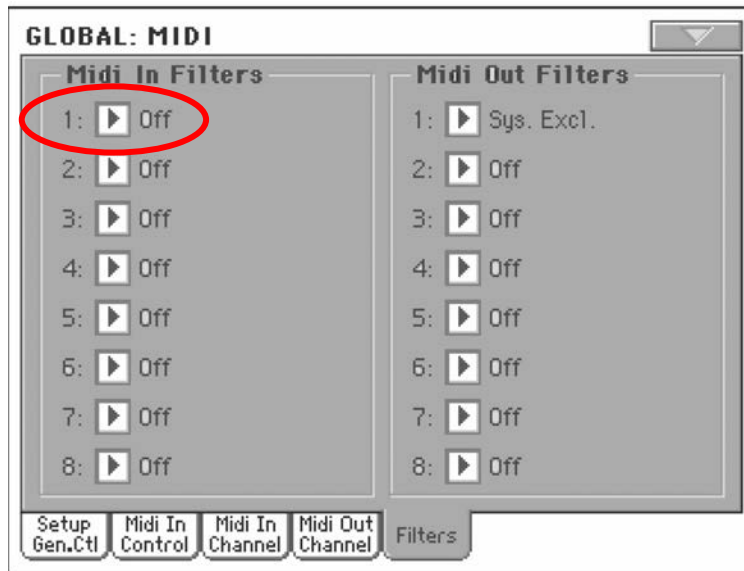 GLOBAL: MIDI
Midi In Filters
1: Off
2: Off
3: Off
4: Off
5: Off
6: Off
7: Off
8: Off
Midi Out Filters
1: Sys. Excl.
2: Off
3: Off
4: Off
5: Off
6: Off
7: Off
8: Off
Setup
Gen.Ctl
Midi In
Control
Midi In
Channel
Midi Out
Channel
Filters